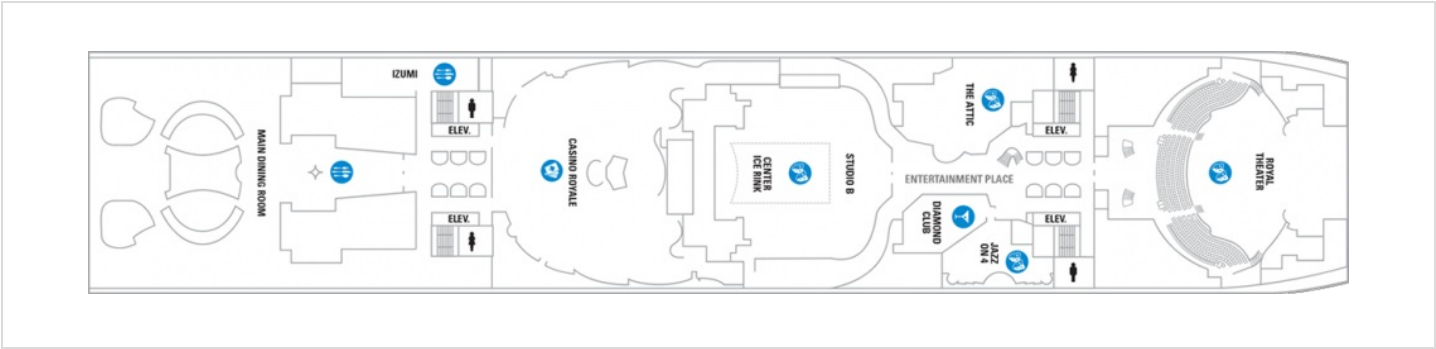 IZUMI
ELEV.
ELEV.
MAIN DINING ROOM
CASINO ROYALE
CENTER
ICE RINK
STUDIO B
THE ATTIC
ELEV.
ENTERTAINMENT PLACE
DIAMOND
CLUB
JAZZ
ON 4
ELEV.
ROYAL
THEATER